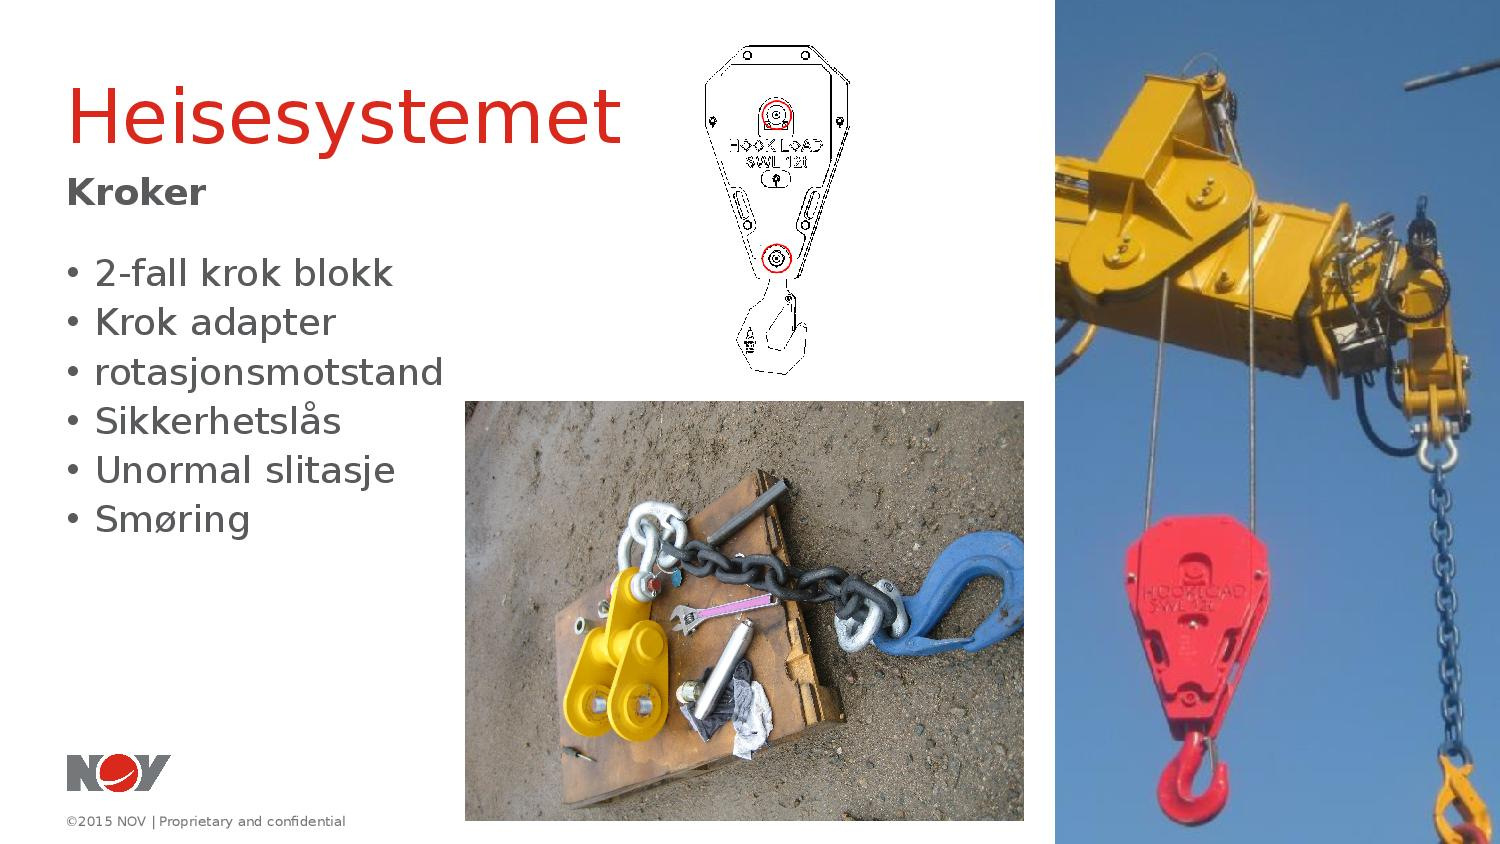 Heisesystemet
Kroker
• 2-fall krok blokk
• Krok adapter
• rotasjonsmotstand
• Sikkerhetslås
• Unormal slitasje
• Smøring
HOOK LOAD
SWL 12t
HOOK LOAD
SWL 12t
NOV
©2015 NOV | Proprietary and confidential